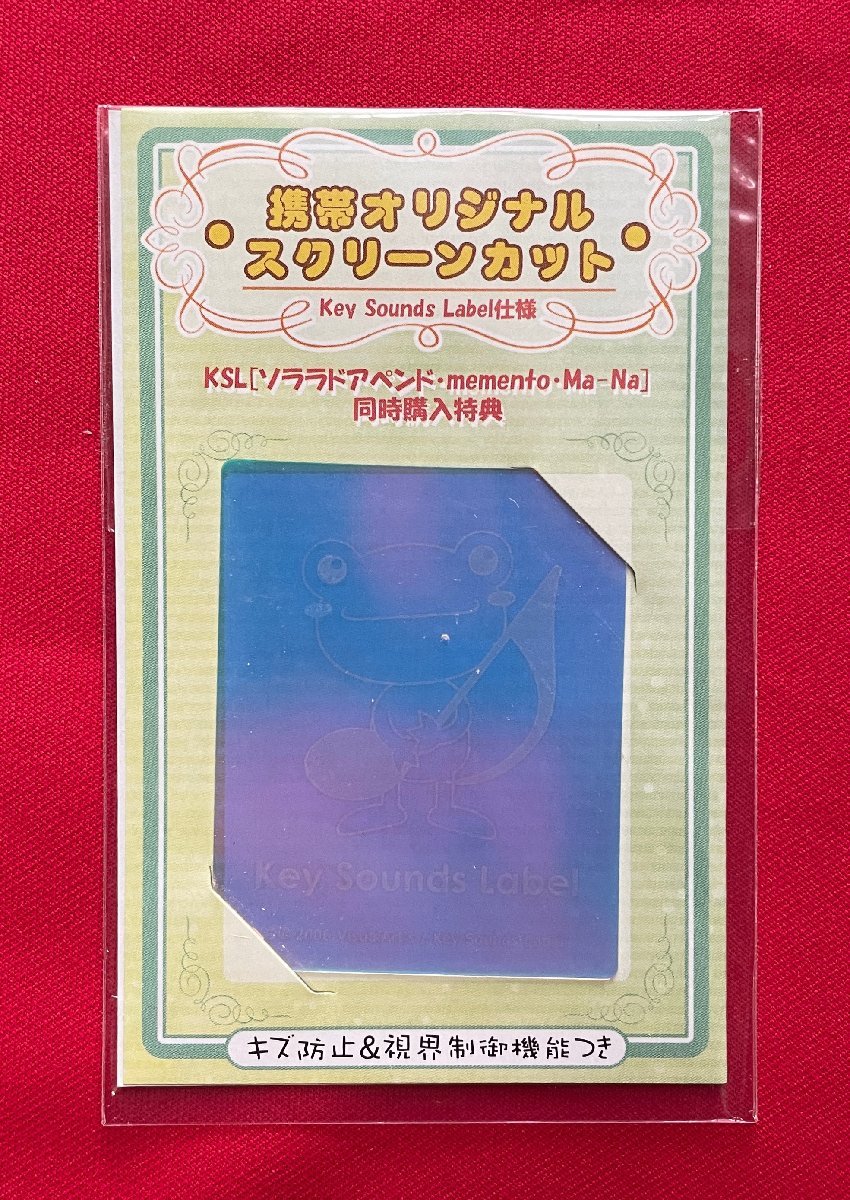 携帯オリジナル
スクリーンカット
Key Sounds Label仕様
KSL[ソララドアペンド・memento・Ma-Na]
同時購入特典
Key Sounds Label
キズ防止&視界制御機能つき